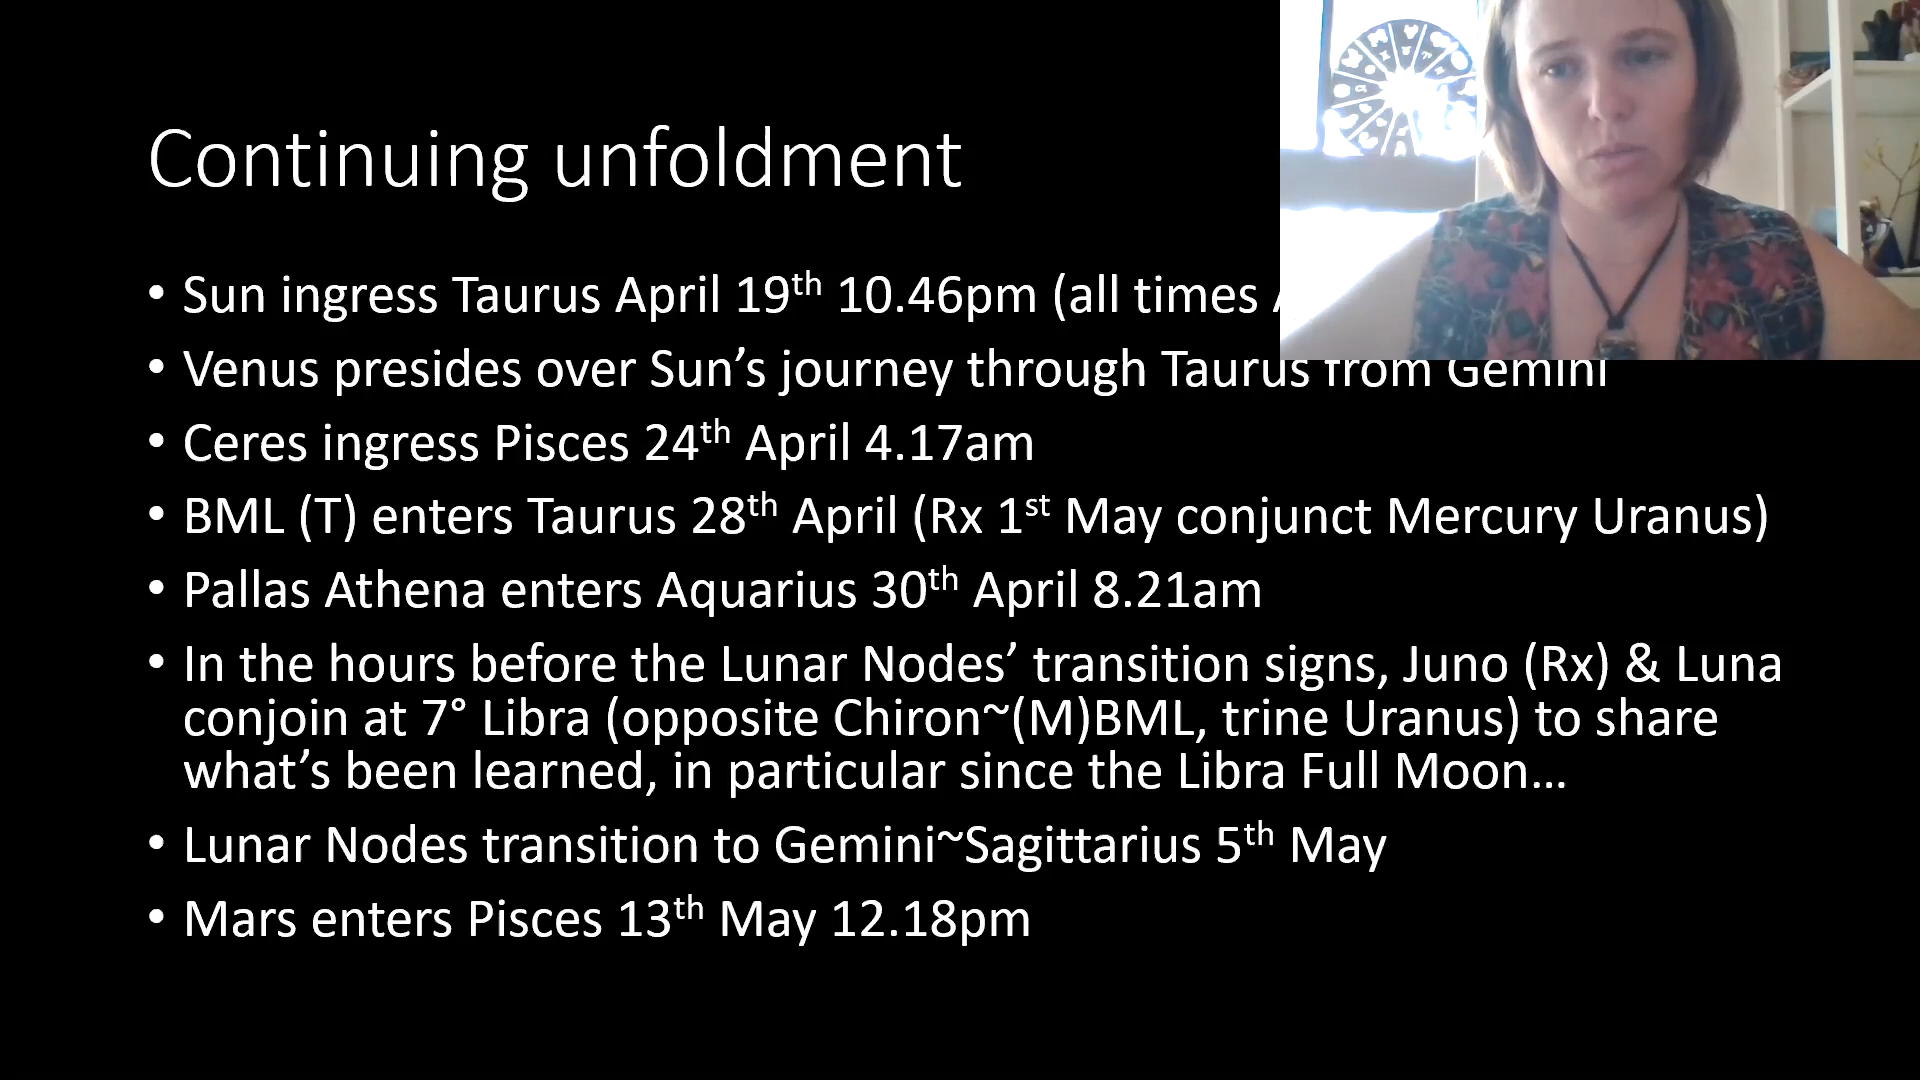 Continuing unfoldment
• Sun ingress Taurus April 19th 10.46pm (all times
• Venus presides over Sun’s journey through Taurus from Gemini
• Ceres ingress Pisces 24th April 4.17am
• BML (T) enters Taurus 28th April (Rx 1st May conjunct Mercury Uranus)
• Pallas Athena enters Aquarius 30th April 8.21am
• In the hours before the Lunar Nodes’ transition signs, Juno (Rx) & Luna
conjoin at 7° Libra (opposite Chiron~(M)BML, trine Uranus) to share
what’s been learned, in particular since the Libra Full Moon…
• Lunar Nodes transition to Gemini~Sagittarius 5th May
• Mars enters Pisces 13th May 12.18pm